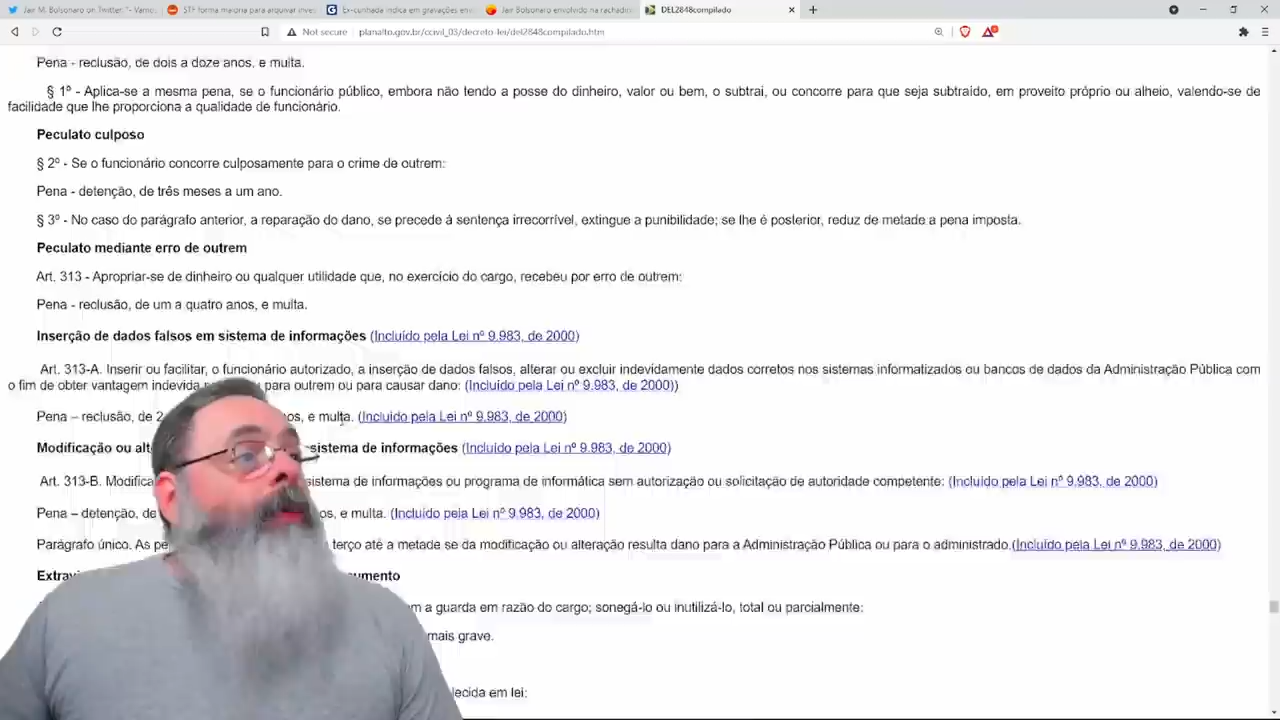 Jair M. Bolsonaro on Twitter: "- Vamos
STF forma maioria para arquivar inves
Ex-cunhada indica em gravações env
Jair Bolsonaro envolvido na rachadin
DEL2848compilado
Not secure
planalto.gov.br/ccivil_03/decreto-lei/del2848compilado.htm
Pena - reclusão, de dois a doze anos, e multa.
§ 1º - Aplica-se a mesma pena, se o funcionário público, embora não tendo a posse do dinheiro, valor ou bem, o subtrai, ou concorre para que seja subtraído, em proveito próprio ou alheio, valendo-se de
facilidade que lhe proporciona a qualidade de funcionário.
Peculato culposo
§ 2º - Se o funcionário concorre culposamente para o crime de outrem:
Pena - detenção, de três meses a um ano.
§ 3º - No caso do parágrafo anterior, a reparação do dano, se precede à sentença irrecorrível, extingue a punibilidade; se lhe é posterior, reduz de metade a pena imposta.
Peculato mediante erro de outrem
Art. 313 - Apropriar-se de dinheiro ou qualquer utilidade que, no exercício do cargo, recebeu por erro de outrem:
Pena - reclusão, de um a quatro anos, e multa.
Inserção de dados falsos em sistema de informações (Incluído pela Lei nº 9.983, de 2000)
Art. 313-A. Inserir ou facilitar, o funcionário autorizado, a inserção de dados falsos, alterar ou excluir indevidamente dados corretos nos sistemas informatizados ou bancos de dados da Administração Pública com
o fim de obter vantagem indevida para outrem ou para causar dano: (Incluído pela Lei nº 9.983, de 2000))
Pena – reclusão, de 2 e multa. (Incluído pela Lei nº 9.983, de 2000)
Modificação ou sistema de informações (Incluído pela Lei nº 9.983, de 2000)
Art. 313-B. sistema de informações ou programa de informática sem autorização ou solicitação de autoridade competente: (Incluído pela Lei nº 9.983, de 2000)
Pena – detenção, de e multa. (Incluído pela Lei nº 9.983, de 2000)
Parágrafo único. As terço até a metade se da modificação ou alteração resulta dano para a Administração Pública ou para o administrado.(Incluído pela Lei nº 9.983, de 2000)
a guarda em razão do cargo; sonegá-lo ou inutilizá-lo, total ou parcialmente:
mais grave.
em lei: